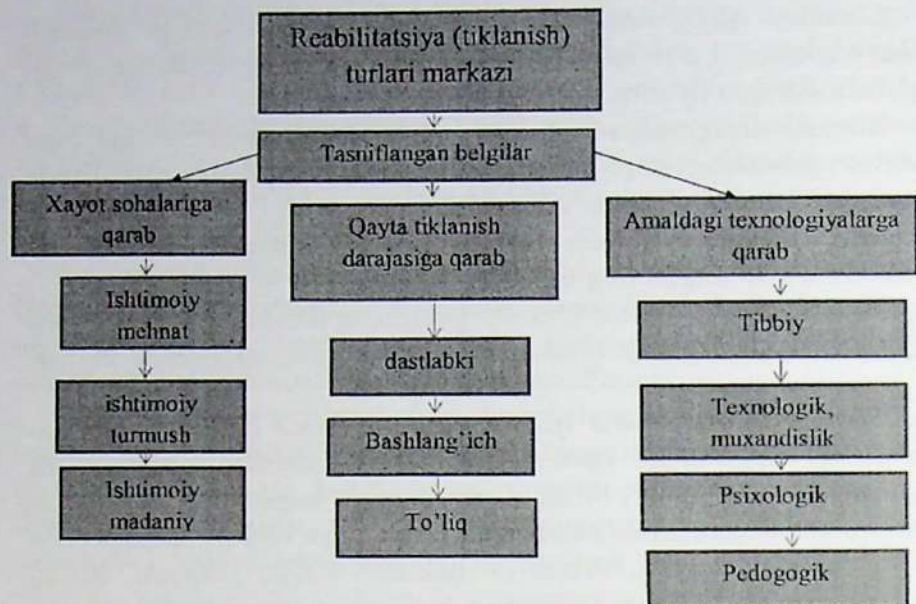 Reabilitatsiya (tiklanish)
turlari markazi
Tasniflangan belgilar
Xayot sohalariga
qarab
Ishtimoiy
mehnat
ishtimoiy
turmush
Ishtimoiy
madaniy
Qayta tiklanish
darajasiga qarab
dastlabki
Bashlang’ich
To’liq
Amaldagi texnologiyalarga
qarab
Tibbiy
Texnologik,
muxandislik
Psixologik
Pedogogik